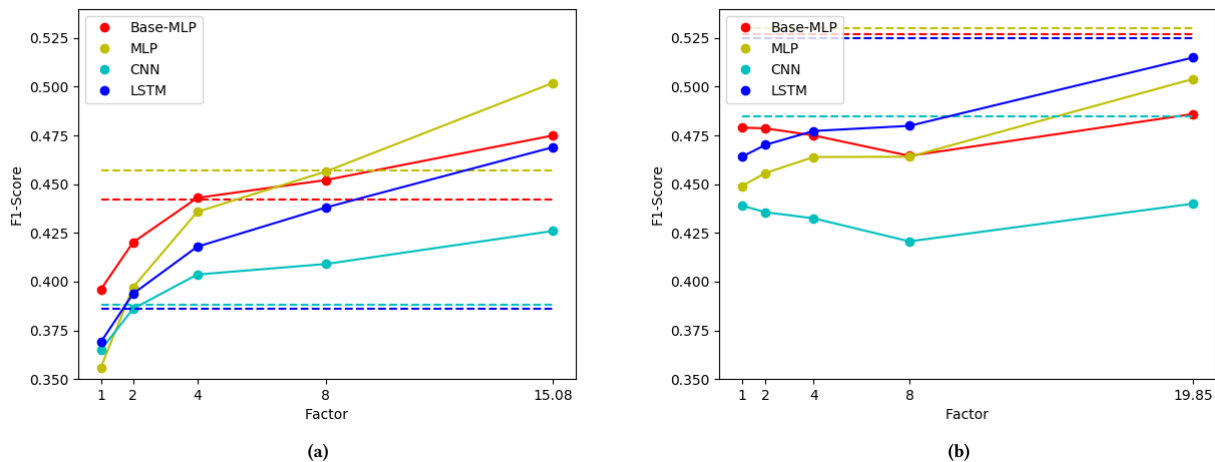 Base-MLP
MLP
CNN
LSTM
0.525
0.500
0.475
0.450
0.425
0.400
0.375
0.350
F1-Score
1 2 4 8 15.08
Factor
(a)
Base-MLP
MLP
CNN
LSTM
0.525
0.500
0.475
0.450
0.425
0.400
0.375
0.350
F1-Score
1 2 4 8 19.85
Factor
(b)